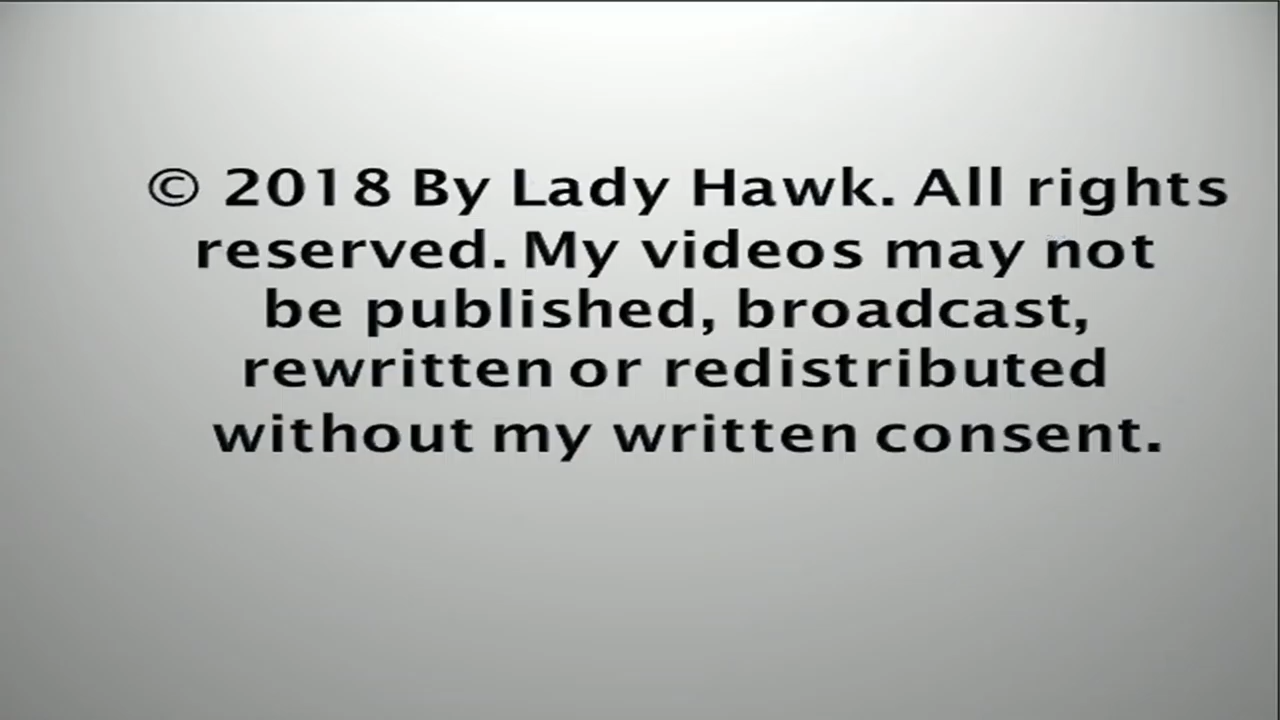 © 2018 By Lady Hawk. All rights
reserved. My videos may not
be published, broadcast,
rewritten or redistributed
without my written consent.